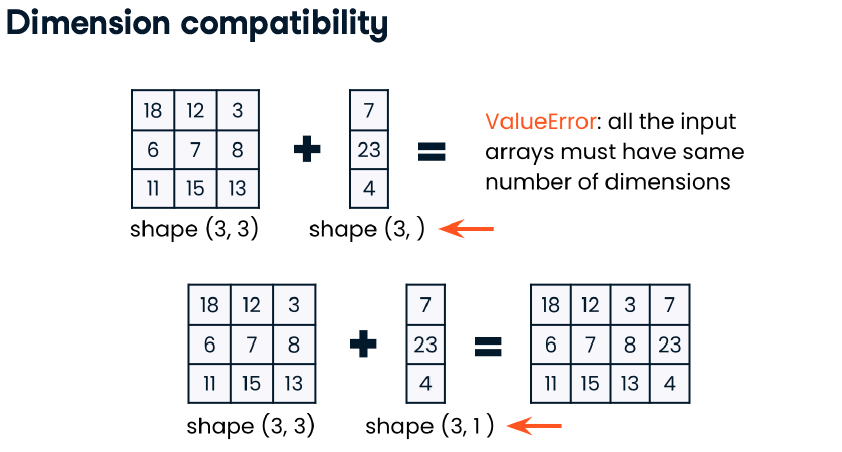 Dimension compatibility
18 12 3 7
6 7 8 + 23 =
11 15 13 4
ValueError: all the input
arrays must have same
number of dimensions
shape (3, 3) shape (3, )
18 12 3 7 18 12 3 7
6 7 8 + 23 = 6 7 8 23
11 15 13 4 11 15 13 4
shape (3, 3) shape (3, 1 )